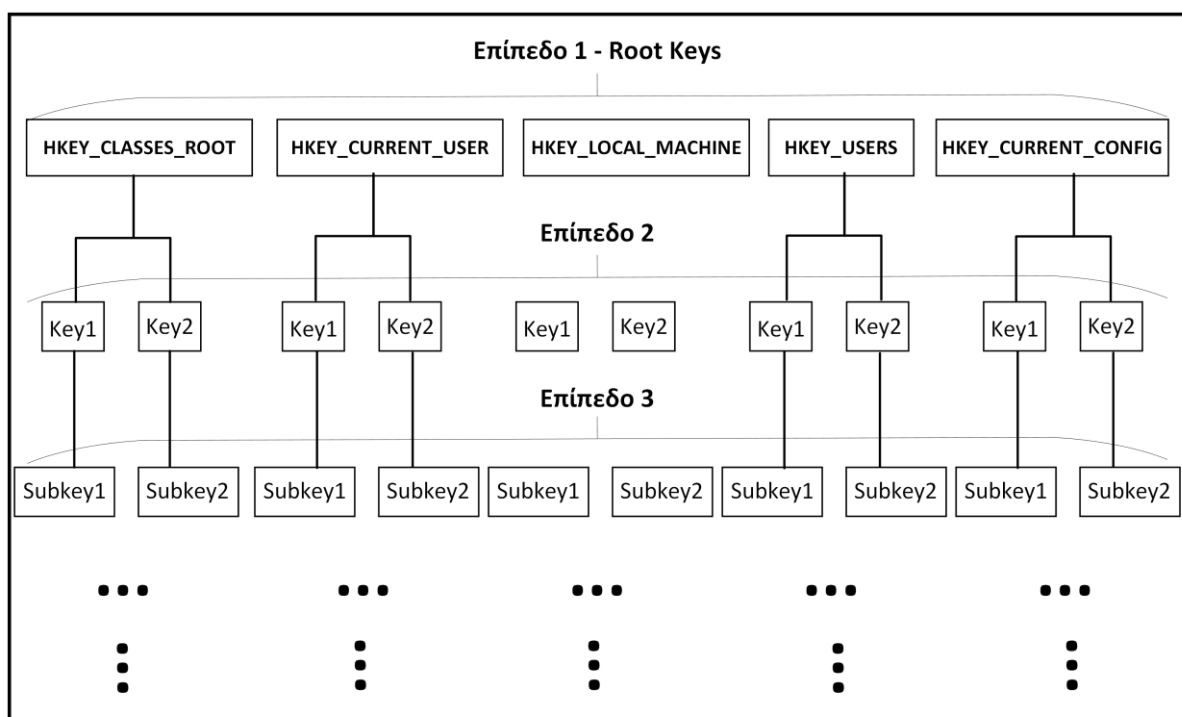 Επίπεδο 1 - Root Keys
HKEY_CLASSES_ROOT HKEY_CURRENT_USER HKEY_LOCAL_MACHINE HKEY_USERS HKEY_CURRENT_CONFIG
Επίπεδο 2
Key1 Key2 Key1 Key2 Key1 Key2 Key1 Key2 Key1 Key2
Επίπεδο 3
Subkey1 Subkey2 Subkey1 Subkey2 Subkey1 Subkey2 Subkey1 Subkey2 Subkey1 Subkey2